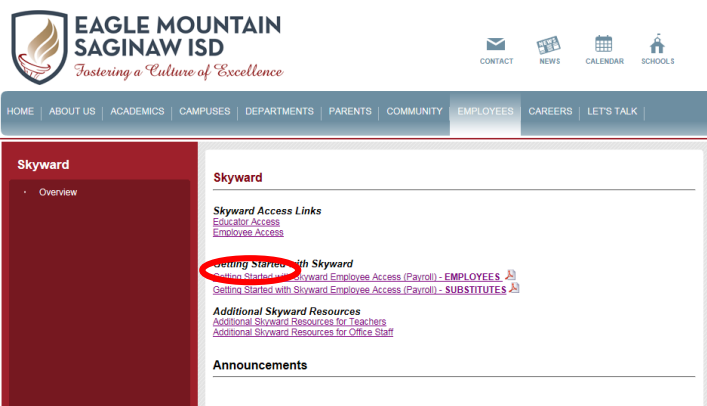 EAGLE MOUNTAIN
SAGINAW ISD
Fostering a Culture of Excellence
CONTACT NEWS CALENDAR SCHOOLS
HOME | ABOUT US | ACADEMICS | CAMPUSES | DEPARTMENTS | PARENTS | COMMUNITY | EMPLOYEES | CAREERS | LET'S TALK |
Skyward
· Overview
Skyward
Skyward Access Links
Educator Access
Employee Access
Getting Started with Skyward
Getting Started with Skyward Employee Access (Payroll) - EMPLOYEES
Getting Started with Skyward Employee Access (Payroll) - SUBSTITUTES
Additional Skyward Resources
Additional Skyward Resources for Teachers
Additional Skyward Resources for Office Staff
Announcements